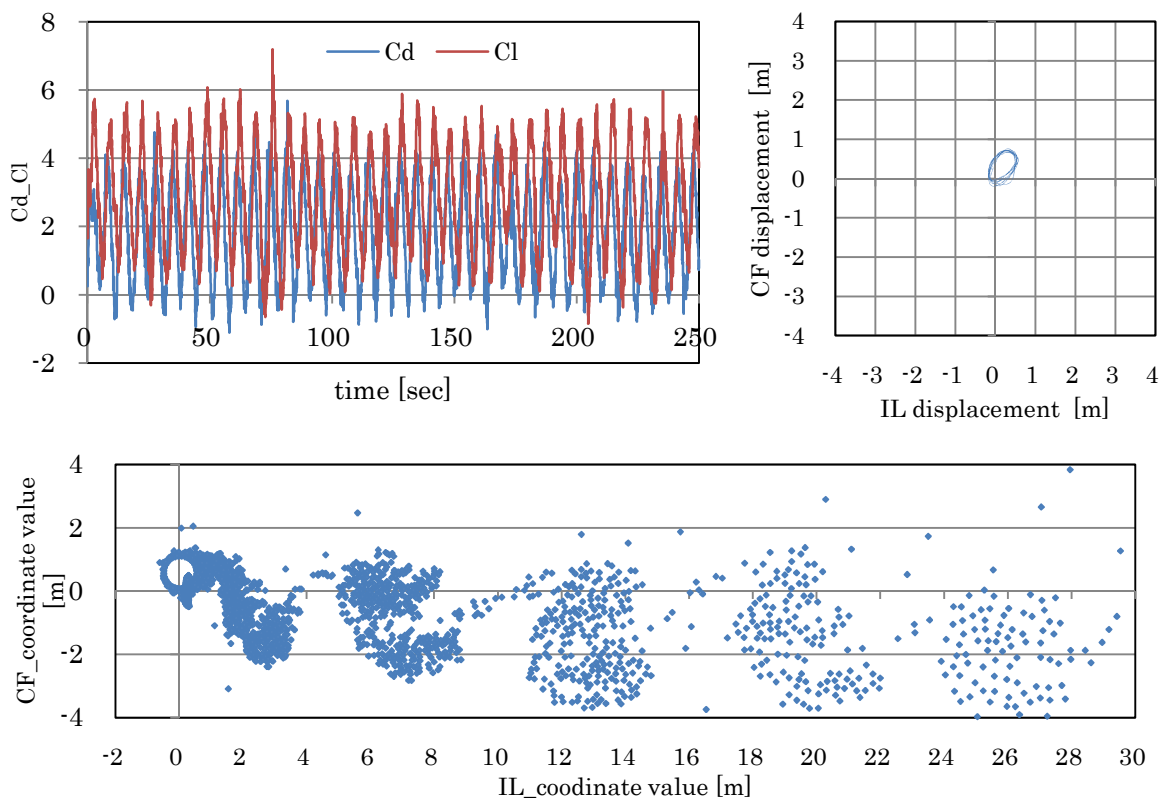 8
6
4
2
0
-2
Cd_Cl
Cd
Cl
0 50 100 150 200 250
time [sec]
4
3
2
1
0
-1
-2
-3
-4
CF displacement [m]
-4 -3 -2 -1 0 1 2 3 4
IL displacement [m]
4
2
0
-2
-4
CF_coordinate value
[m]
-2 0 2 4 6 8 10 12 14 16 18 20 22 24 26 28 30
IL_coodinate value [m]